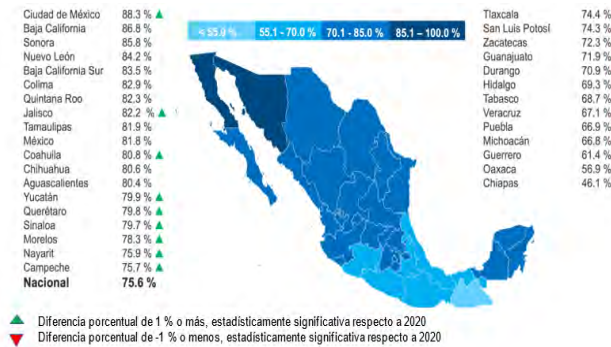 Ciudad de México 88.3 % ▲
Baja California 86.8 %
Sonora 85.8 %
Nuevo León 84.2 %
Baja California Sur 83.5 %
Colima 82.9 %
Quintana Roo 82.3 %
Jalisco 82.2 % ▲
Tamaulipas 81.9 %
México 81.8 %
Coahuila 80.8 % ▲
Chihuahua 80.6 %
Aguascalientes 80.4 %
Yucatán 79.9 % ▲
Querétaro 79.8 % ▲
Sinaloa 79.7 % ▲
Morelos 78.3 % ▲
Nayarit 75.9 % ▲
Campeche 75.7 % ▲
Nacional 75.6 %
< 55.0 % 55.1 - 70.0 % 70.1 - 85.0 % 85.1 – 100.0 %
Tlaxcala 74.4 %
San Luis Potosí 74.3 %
Zacatecas 72.3 %
Guanajuato 71.9 %
Durango 70.9 %
Hidalgo 69.3 %
Tabasco 68.7 %
Veracruz 67.1 %
Puebla 66.9 %
Michoacán 66.8 %
Guerrero 61.4 %
Oaxaca 56.9 %
Chiapas 46.1 %
▲ Diferencia porcentual de 1 % o más, estadísticamente significativa respecto a 2020
▼ Diferencia porcentual de -1 % o menos, estadísticamente significativa respecto a 2020